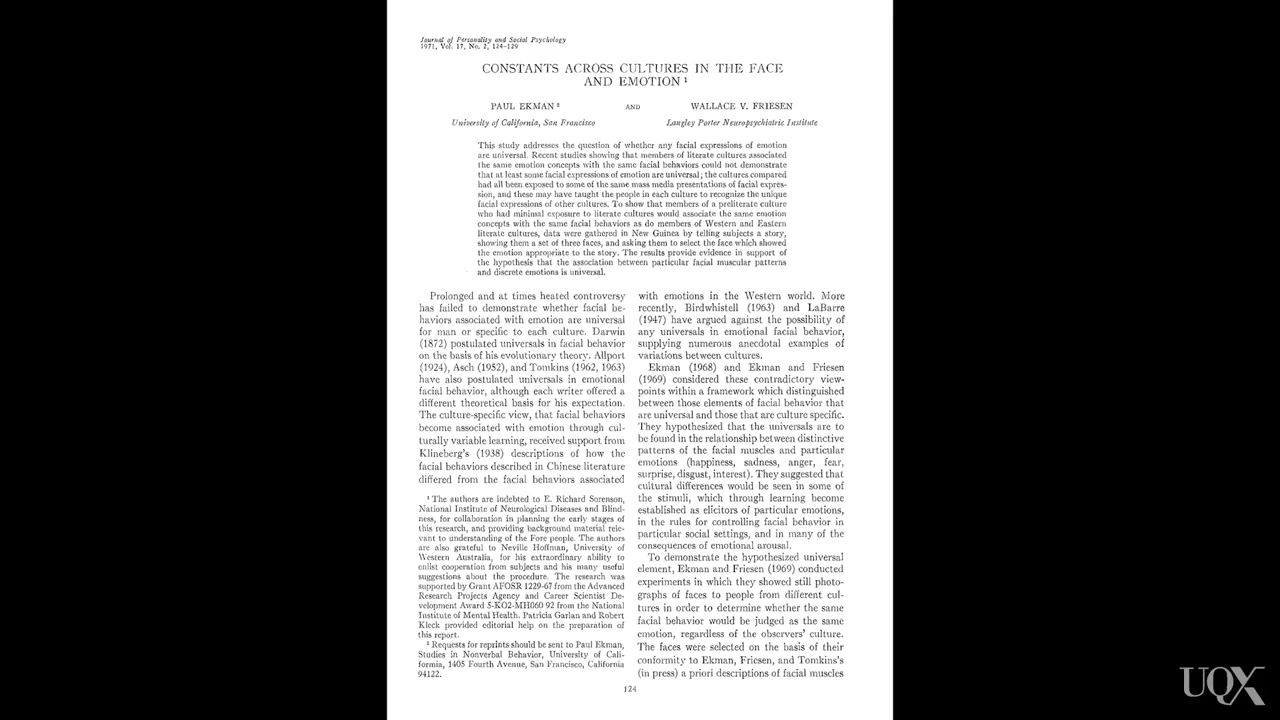 Journal of Personality and Social Psychology
1971, Vol. 17, No. 2, 124-129
CONSTANTS ACROSS CULTURES IN THE FACE
AND EMOTION 1
PAUL EKMAN 2 AND WALLACE V. FRIESEN
University of California, San Francisco Langley Porter Neuropsychiatric Institute
This study addresses the question of whether any facial expressions of emotion
are universal. Recent studies showing that members of literate cultures associated
the same emotion concepts with the same facial behaviors could not demonstrate
that at least some facial expressions of emotion are universal; the cultures compared
had all been exposed to some of the same mass media presentations of facial expres-
sion, and these may have taught the people in each culture to recognize the unique
facial expressions of other cultures. To show that members of a preliterate culture
who had minimal exposure to literate cultures would associate the same emotion
concepts with the same facial behaviors as do members of Western and Eastern
literate cultures, data were gathered in New Guinea by telling subjects a story,
showing them a set of three faces, and asking them to select the face which showed
the emotion appropriate to the story. The results provide evidence in support of
the hypothesis that the association between particular facial muscular patterns
and discrete emotions is universal.
Prolonged and at times heated controversy
has failed to demonstrate whether facial be-
haviors associated with emotion are universal
for man or specific to each culture. Darwin
(1872) postulated universals in facial behavior
on the basis of his evolutionary theory. Allport
(1924), Asch (1952), and Tomkins (1962, 1963)
have also postulated universals in emotional
facial behavior, although each writer offered a
different theoretical basis for his expectation.
The culture-specific view, that facial behaviors
become associated with emotion through cul-
turally variable learning, received support from
Klineberg's (1938) descriptions of how the
facial behaviors described in Chinese literature
differed from the facial behaviors associated
1 The authors are indebted to E. Richard Sorenson,
National Institute of Neurological Diseases and Blind-
ness, for collaboration in planning the early stages of
this research, and providing background material rele-
vant to understanding of the Fore people. The authors
are also grateful to Neville Hoffman, University of
Western Australia, for his extraordinary ability to
enlist cooperation from subjects and his many useful
suggestions about the procedure. The research was
supported by Grant AFOSR 1229-67 from the Advanced
Research Projects Agency and Career Scientist De-
velopment Award 5-KO2-MH060 92 from the National
Institute of Mental Health. Patricia Garlan and Robert
Kleck provided editorial help on the preparation of
this report.
2 Requests for reprints should be sent to Paul Ekman,
Studies in Nonverbal Behavior, University of Cali-
fornia, 1405 Fourth Avenue, San Francisco, California
94122.
with emotions in the Western world. More
recently, Birdwhistell (1963) and LaBarre
(1947) have argued against the possibility of
any universals in emotional facial behavior,
supplying numerous anecdotal examples of
variations between cultures.
Ekman (1968) and Ekman and Friesen
(1969) considered these contradictory view-
points within a framework which distinguished
between those elements of facial behavior that
are universal and those that are culture specific.
They hypothesized that the universals are to
be found in the relationship between distinctive
patterns of the facial muscles and particular
emotions (happiness, sadness, anger, fear,
surprise, disgust, interest). They suggested that
cultural differences would be seen in some of
the stimuli, which through learning become
established as elicitors of particular emotions,
in the rules for controlling facial behavior in
particular social settings, and in many of the
consequences of emotional arousal.
To demonstrate the hypothesized universal
element, Ekman and Friesen (1969) conducted
experiments in which they showed still photo-
graphs of faces to people from different cul-
tures in order to determine whether the same
facial behavior would be judged as the same
emotion, regardless of the observers' culture.
The faces were selected on the basis of their
conformity to Ekman, Friesen, and Tomkins's
(in press) a priori descriptions of facial muscles
124
UQX